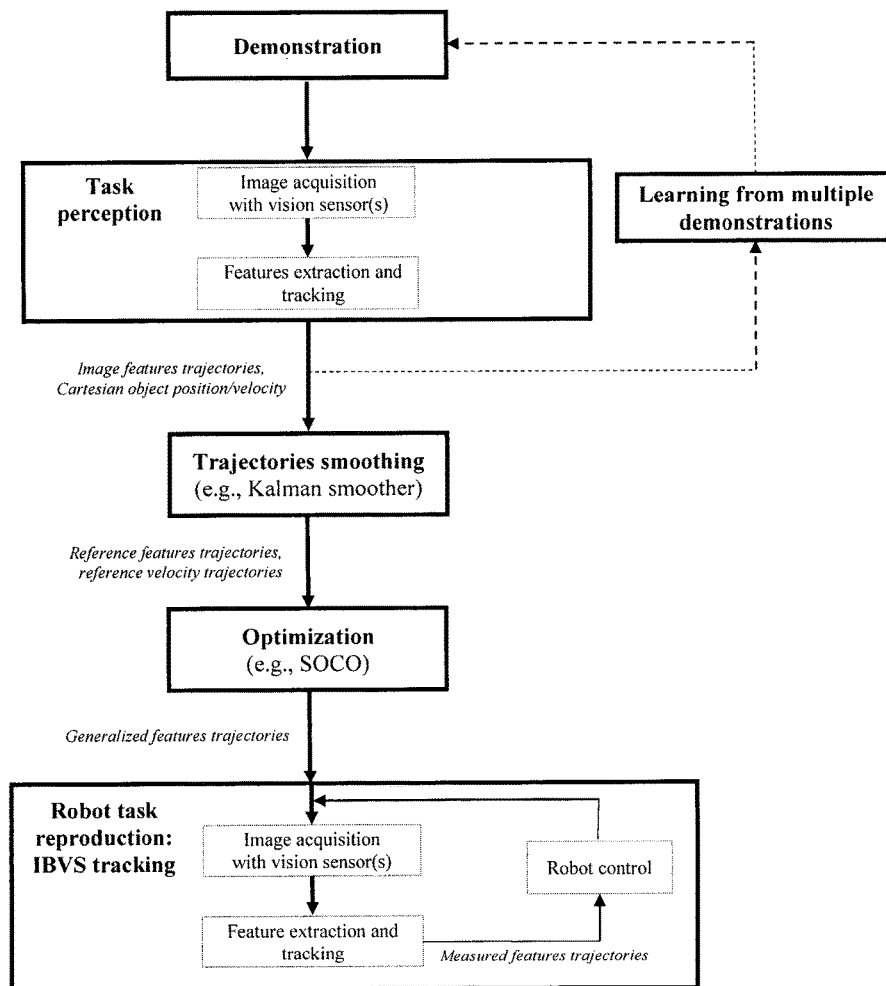 Demonstration
Task
perception
Image acquisition
with vision sensor(s)
Features extraction and
tracking
Learning from multiple
demonstrations
Image features trajectories,
Cartesian object position/velocity
Trajectories smoothing
(e.g., Kalman smoother)
Reference features trajectories,
reference velocity trajectories
Optimization
(e.g., SOCO)
Generalized features trajectories
Robot task
reproduction:
IBVS tracking
Image acquisition
with vision sensor(s)
Robot control
Feature extraction and
tracking
Measured features trajectories